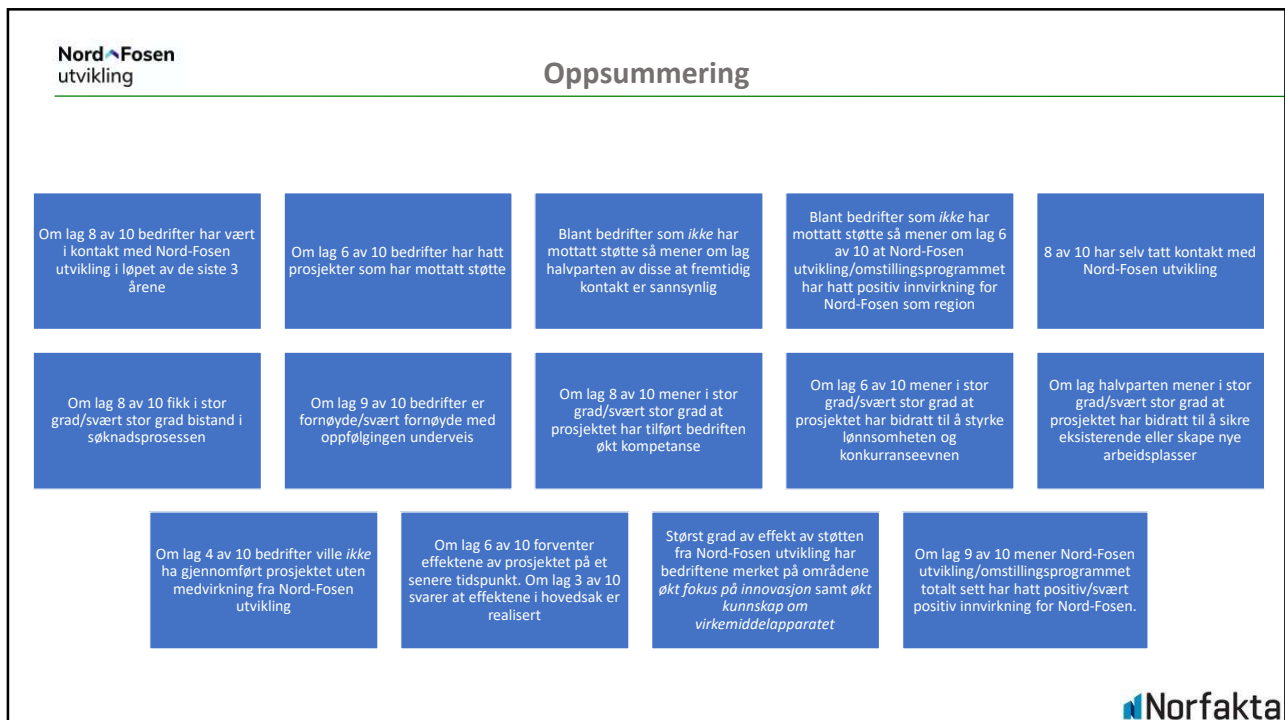 Nord^Fosen
utvikling
Oppsummering
Om lag 8 av 10 bedrifter har vært
i kontakt med Nord-Fosen
utvikling i løpet av de siste 3
årene
Om lag 6 av 10 bedrifter har hatt
prosjekter som har mottatt støtte
Blant bedrifter som ikke har
mottatt støtte så mener om lag
halvparten av disse at fremtidig
kontakt er sannsynlig
Blant bedrifter som ikke har
mottatt støtte så mener om lag 6
av 10 at Nord-Fosen
utvikling/omstillingsprogrammet
har hatt positiv innvirkning for
Nord-Fosen som region
8 av 10 har selv tatt kontakt med
Nord-Fosen utvikling
Om lag 8 av 10 fikk i stor
grad/svært stor grad bistand i
søknadsprosessen
Om lag 9 av 10 bedrifter er
fornøyde/svært fornøyde med
oppfølgingen underveis
Om lag 8 av 10 mener i stor
grad/svært stor grad at
prosjektet har tilført bedriften
økt kompetanse
Om lag 6 av 10 mener i stor
grad/svært stor grad at
prosjektet har bidratt til å styrke
lønnsomheten og
konkurranseevnen
Om lag halvparten mener i stor
grad/svært stor grad at
prosjektet har bidratt til å sikre
eksisterende eller skape nye
arbeidsplasser
Om lag 4 av 10 bedrifter ville ikke
ha gjennomført prosjektet uten
medvirkning fra Nord-Fosen
utvikling
Om lag 6 av 10 forventer
effektene av prosjektet på et
senere tidspunkt. Om lag 3 av 10
svarer at effektene i hovedsak er
realisert
Størst grad av effekt av støtten
fra Nord-Fosen utvikling har
bedriftene merket på områdene
økt fokus på innovasjon samt økt
kunnskap om
virkemiddelapparatet
Om lag 9 av 10 mener Nord-Fosen
utvikling/omstillingsprogrammet
totalt sett har hatt positiv/svært
positiv innvirkning for Nord-Fosen.
Norfakta